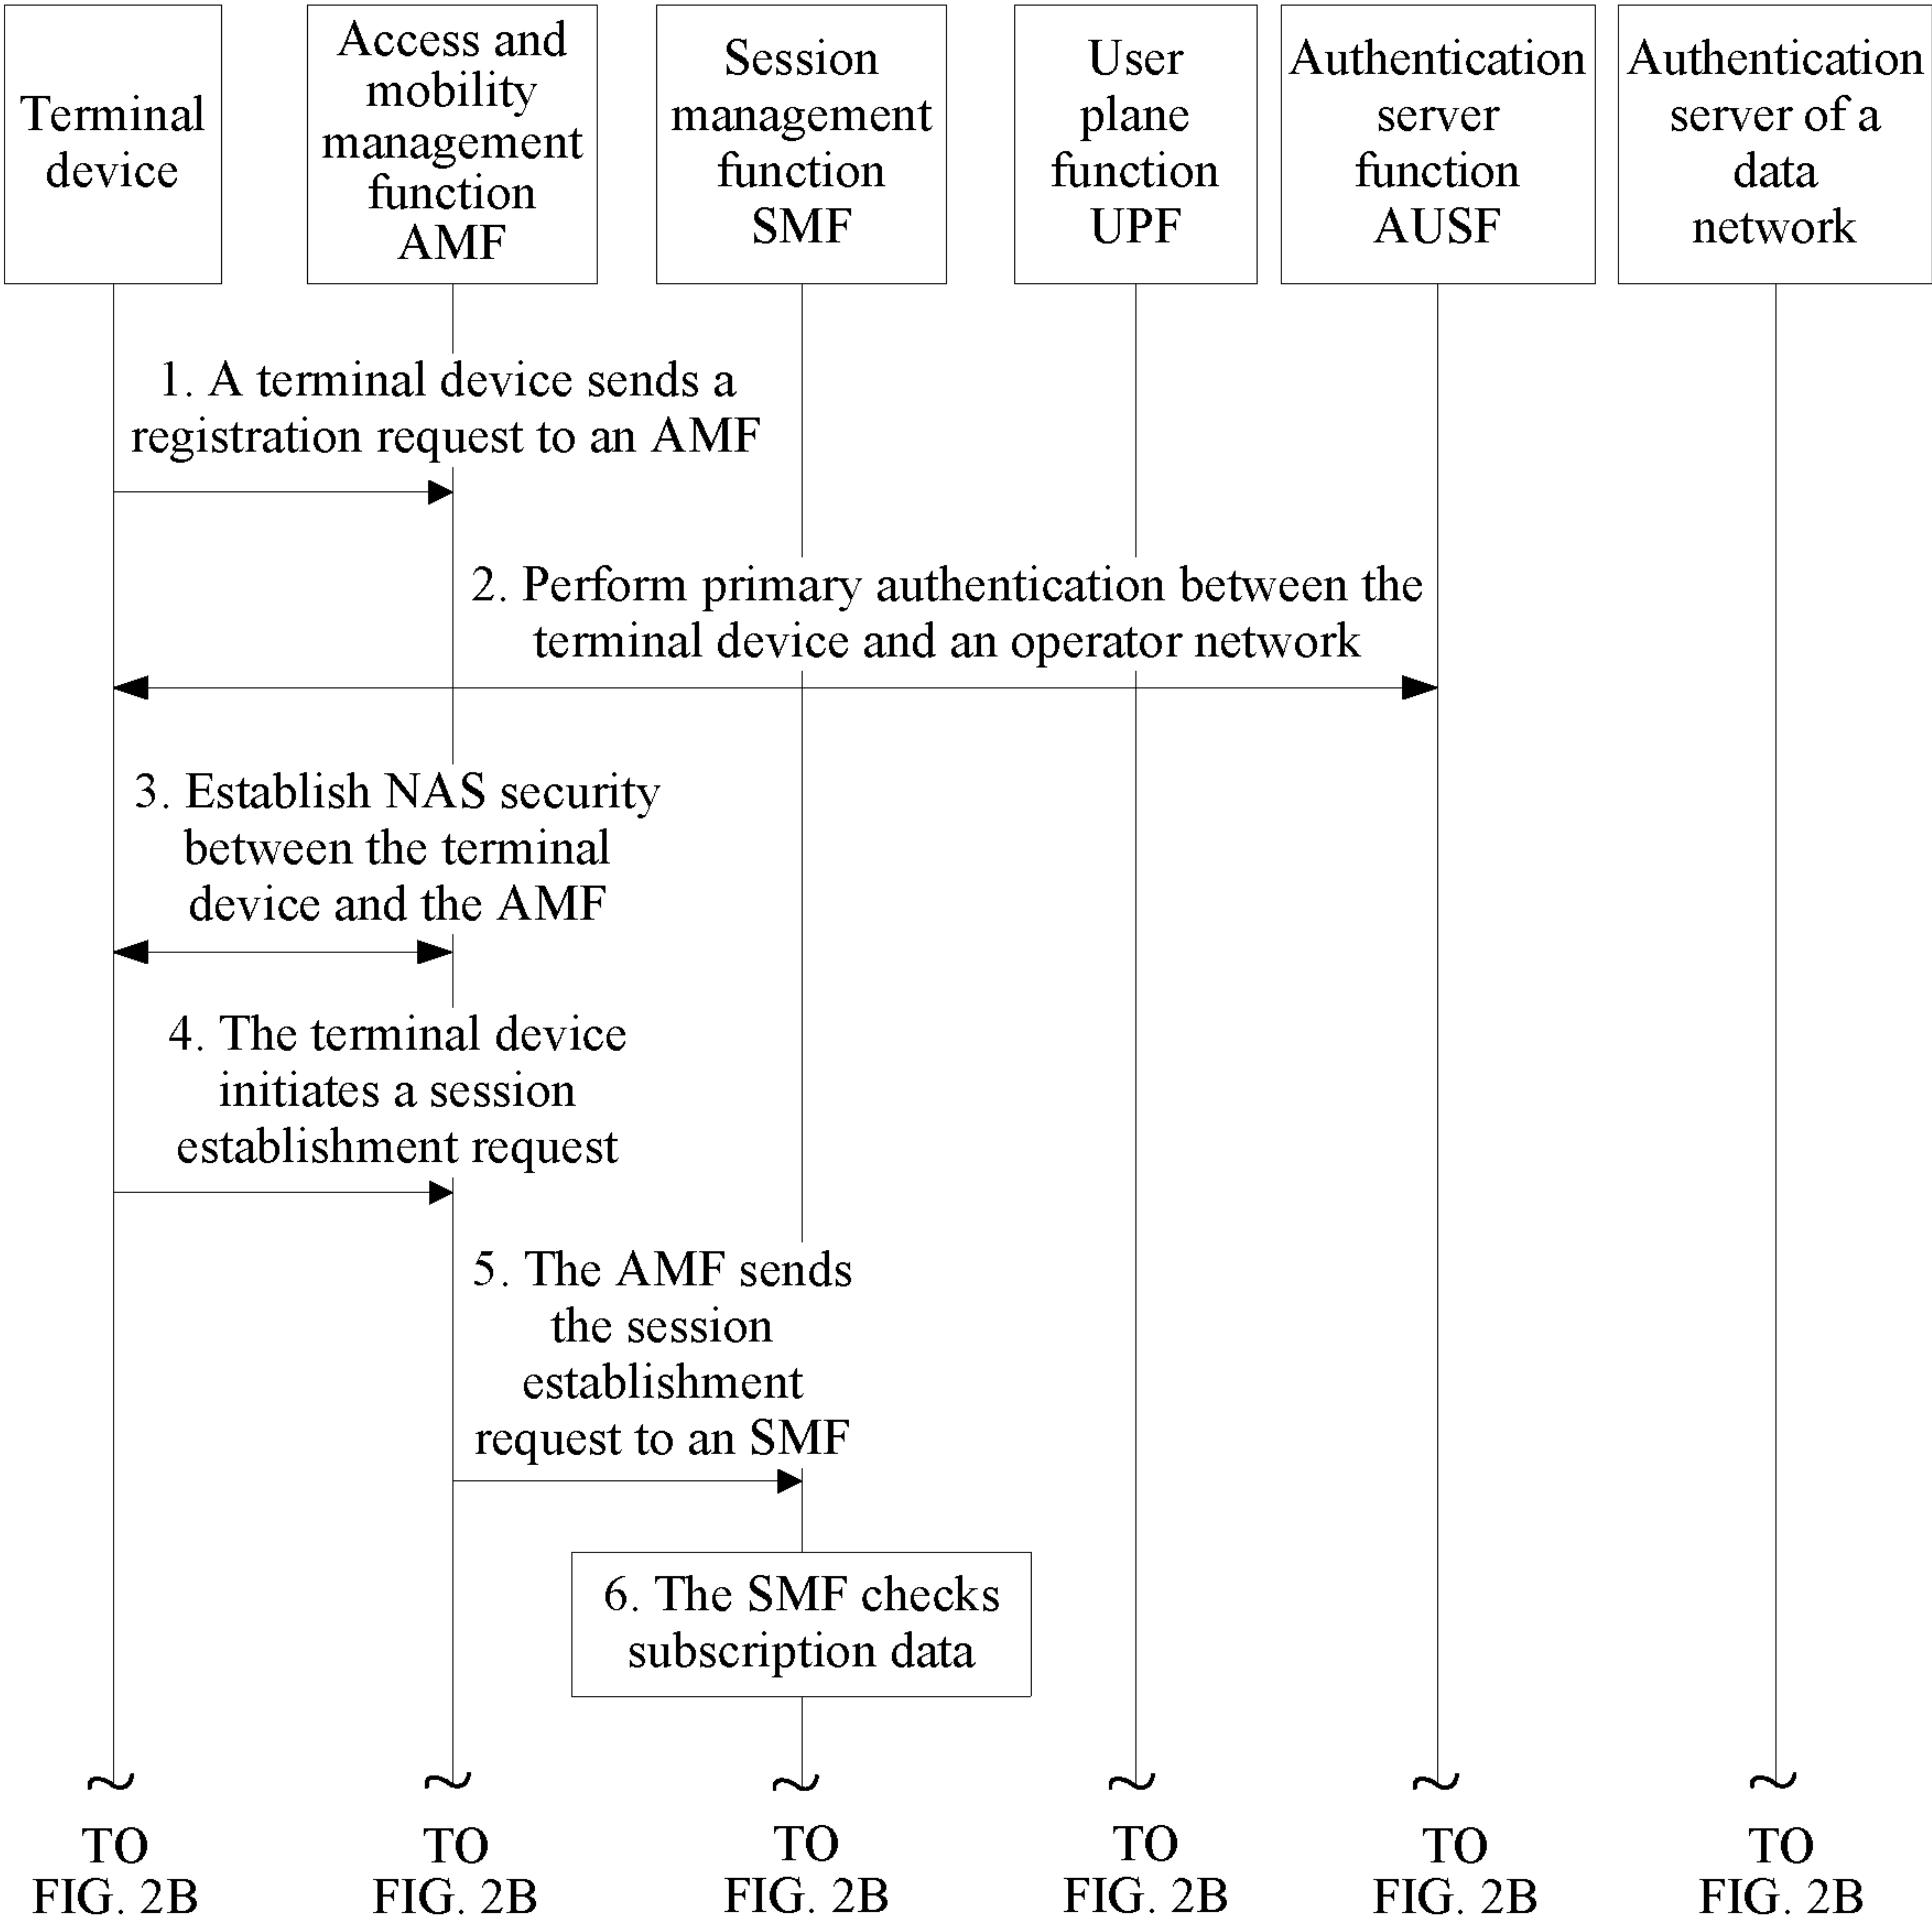 Terminal
device
Access and
mobility
management
function
AMF
Session
management
function
SMF
User
plane
function
UPF
Authentication
server
function
AUSF
Authentication
server of a
data
network
1. A terminal device sends a
registration request to an AMF
2. Perform primary authentication between the
terminal device and an operator network
3. Establish NAS security
between the terminal
device and the AMF
4. The terminal device
initiates a session
establishment request
5. The AMF sends
the session
establishment
request to an SMF
6. The SMF checks
subscription data
TO
FIG. 2B
TO
FIG. 2B
TO
FIG. 2B
TO
FIG. 2B
TO
FIG. 2B
TO
FIG. 2B